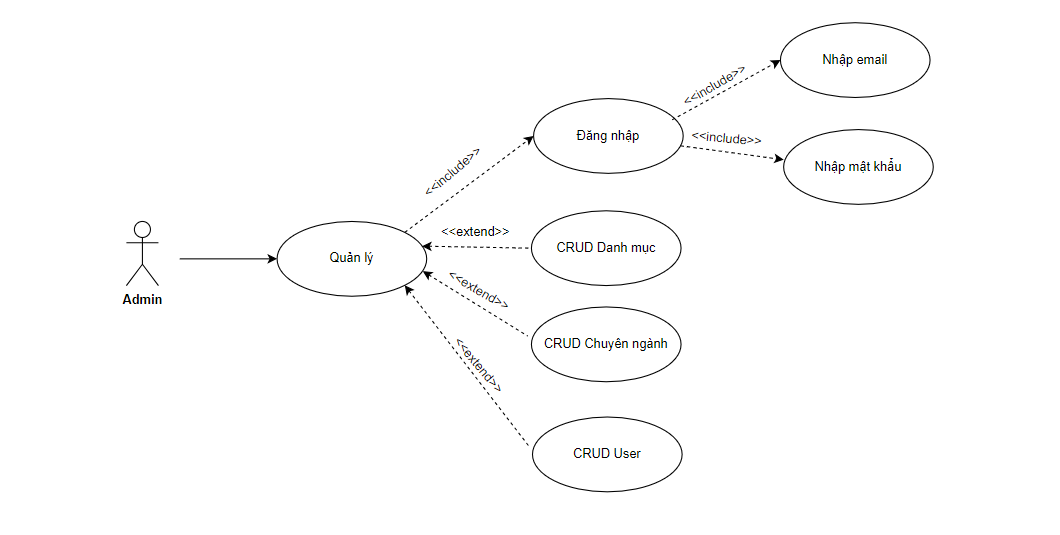 Nhập email
<<include>>
Đăng nhập
<<include>>
Nhập mật khẩu
<<include>>
<<extend>>
CRUD Danh mục
Quản lý
<<extend>>
Admin
CRUD Chuyên ngành
<<extend>>
CRUD User